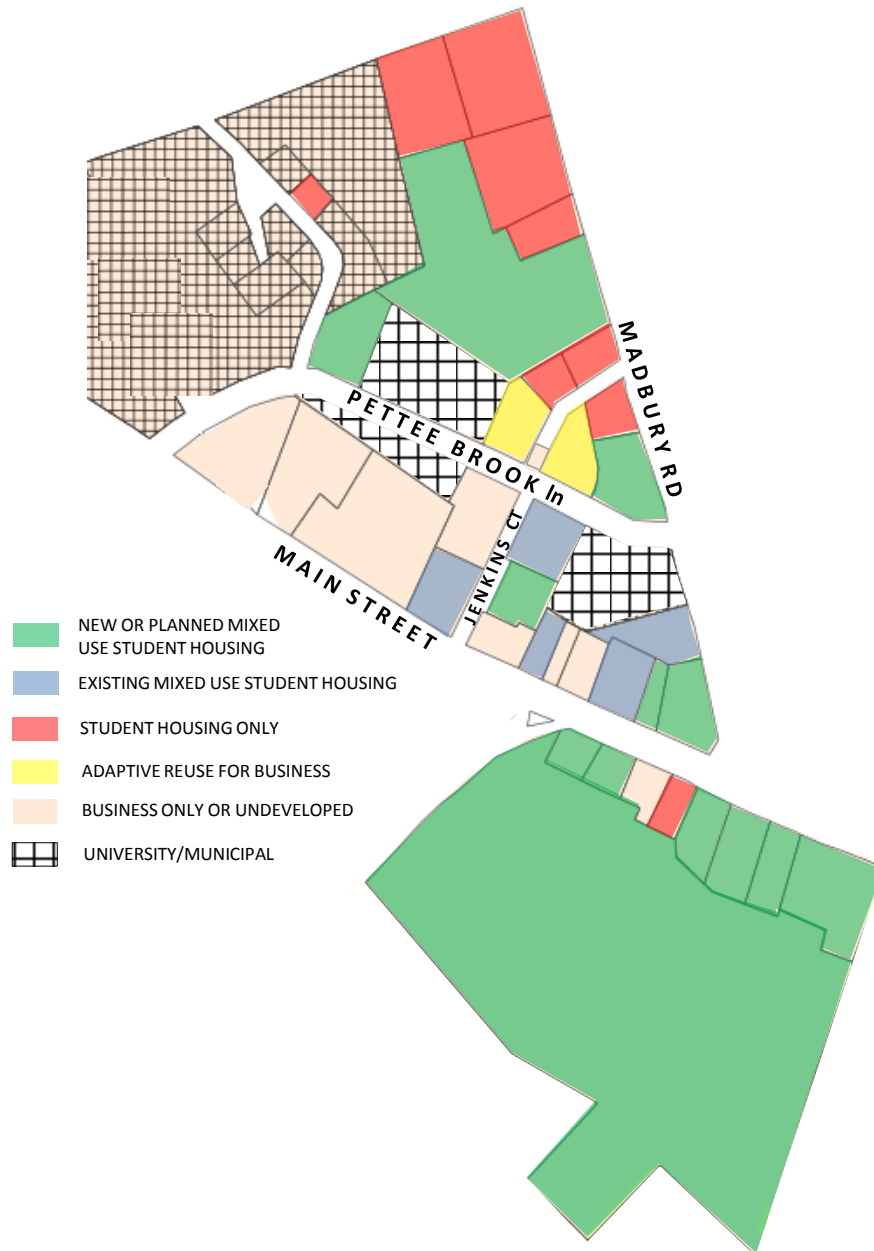 MADBURY RD
PETTEE BROOK ln
JENKINS CT
MAIN STREET
NEW OR PLANNED MIXED
USE STUDENT HOUSING
EXISTING MIXED USE STUDENT HOUSING
STUDENT HOUSING ONLY
ADAPTIVE REUSE FOR BUSINESS
BUSINESS ONLY OR UNDEVELOPED
UNIVERSITY/MUNICIPAL